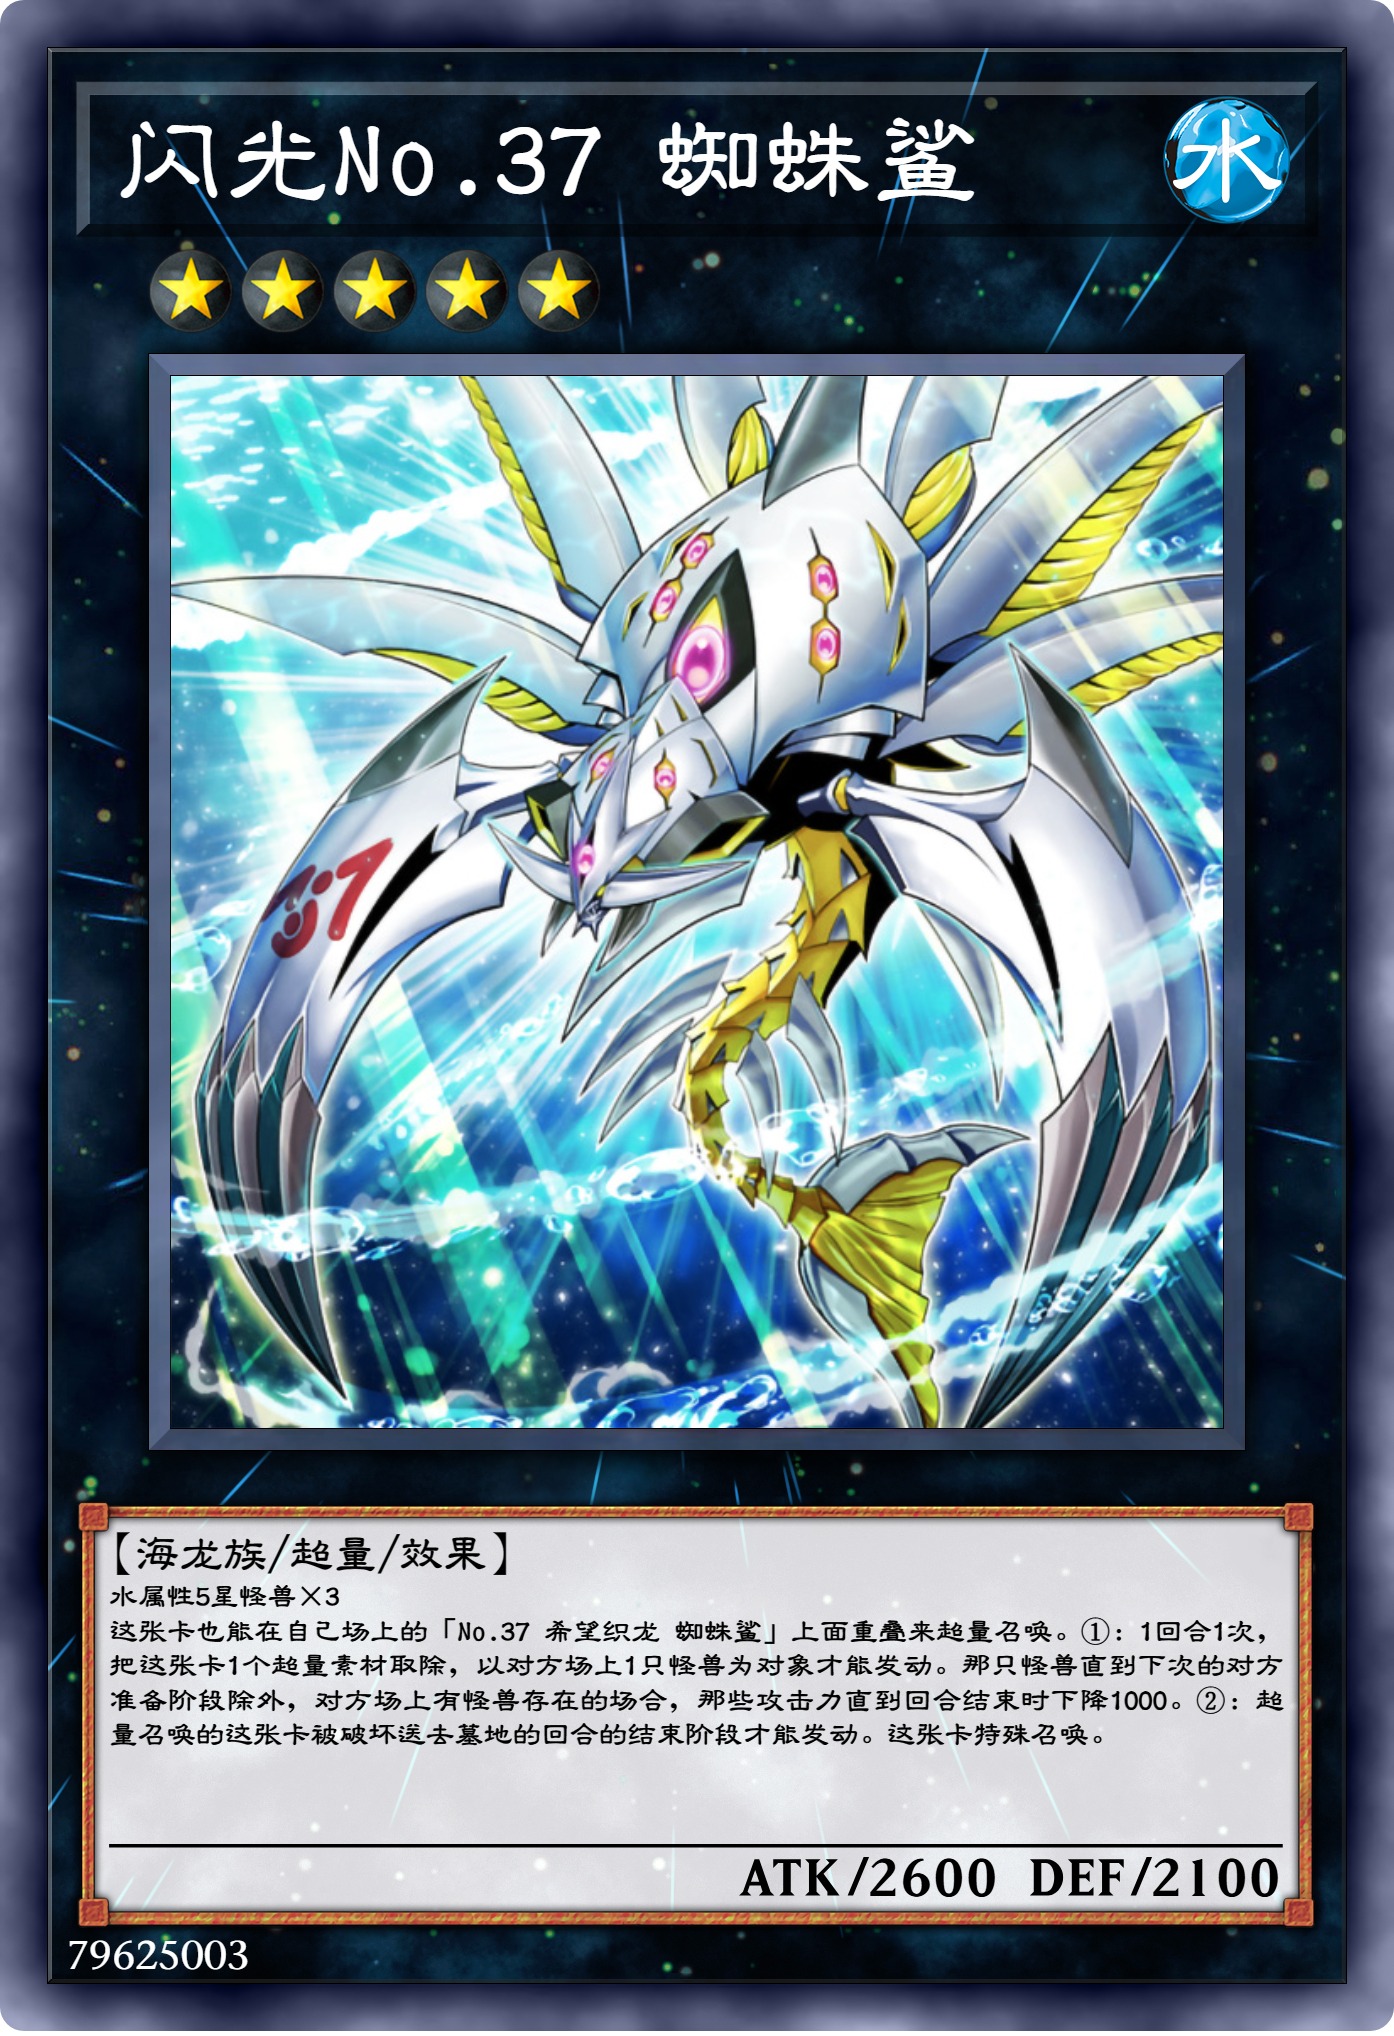 闪光No.37 蜘蛛鲨
水
37
【海龙族/超量/效果】
水属性5星怪兽×3
这张卡也能在自己场上的「No.37 希望织龙 蜘蛛鲨」上面重叠来超量召唤。①：1回合1次，
把这张卡1个超量素材取除，以对方场上1只怪兽为对象才能发动。那只怪兽直到下次的对方
准备阶段除外，对方场上有怪兽存在的场合，那些攻击力直到回合结束时下降1000。②：超
量召唤的这张卡被破坏送去墓地的回合的结束阶段才能发动。这张卡特殊召唤。
ATK/2600 DEF/2100
79625003